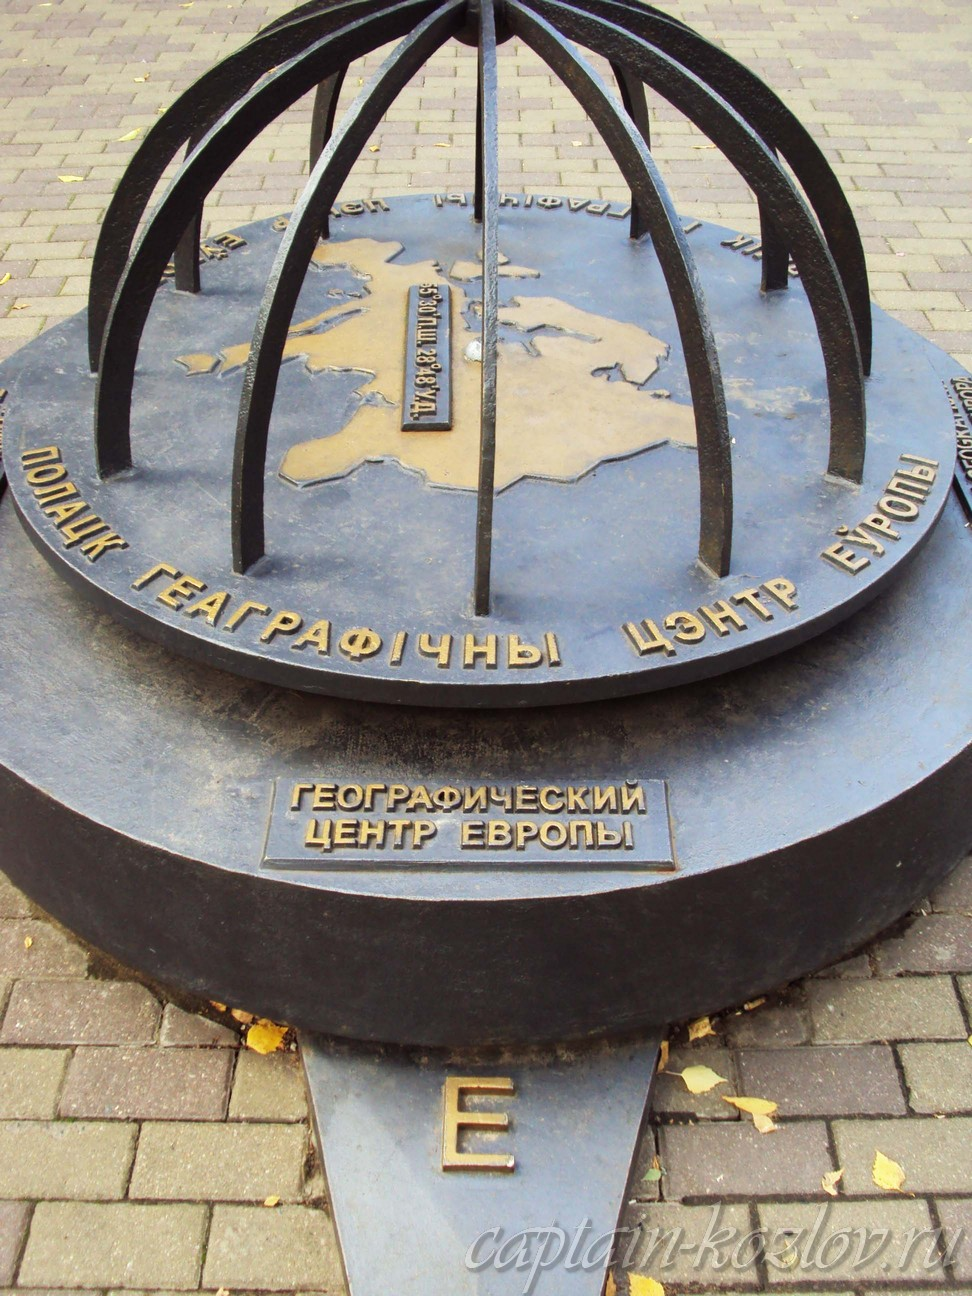 55°30'П.Ш. 28°48'У.Д.
ПОЛАЦК ГЕАГРАФІЧНЫ ЦЭНТР ЕЎРОПЫ
ГЕОГРАФИЧЕСКИЙ
ЦЕНТР ЕВРОПЫ
E
captain-kozlov.ru